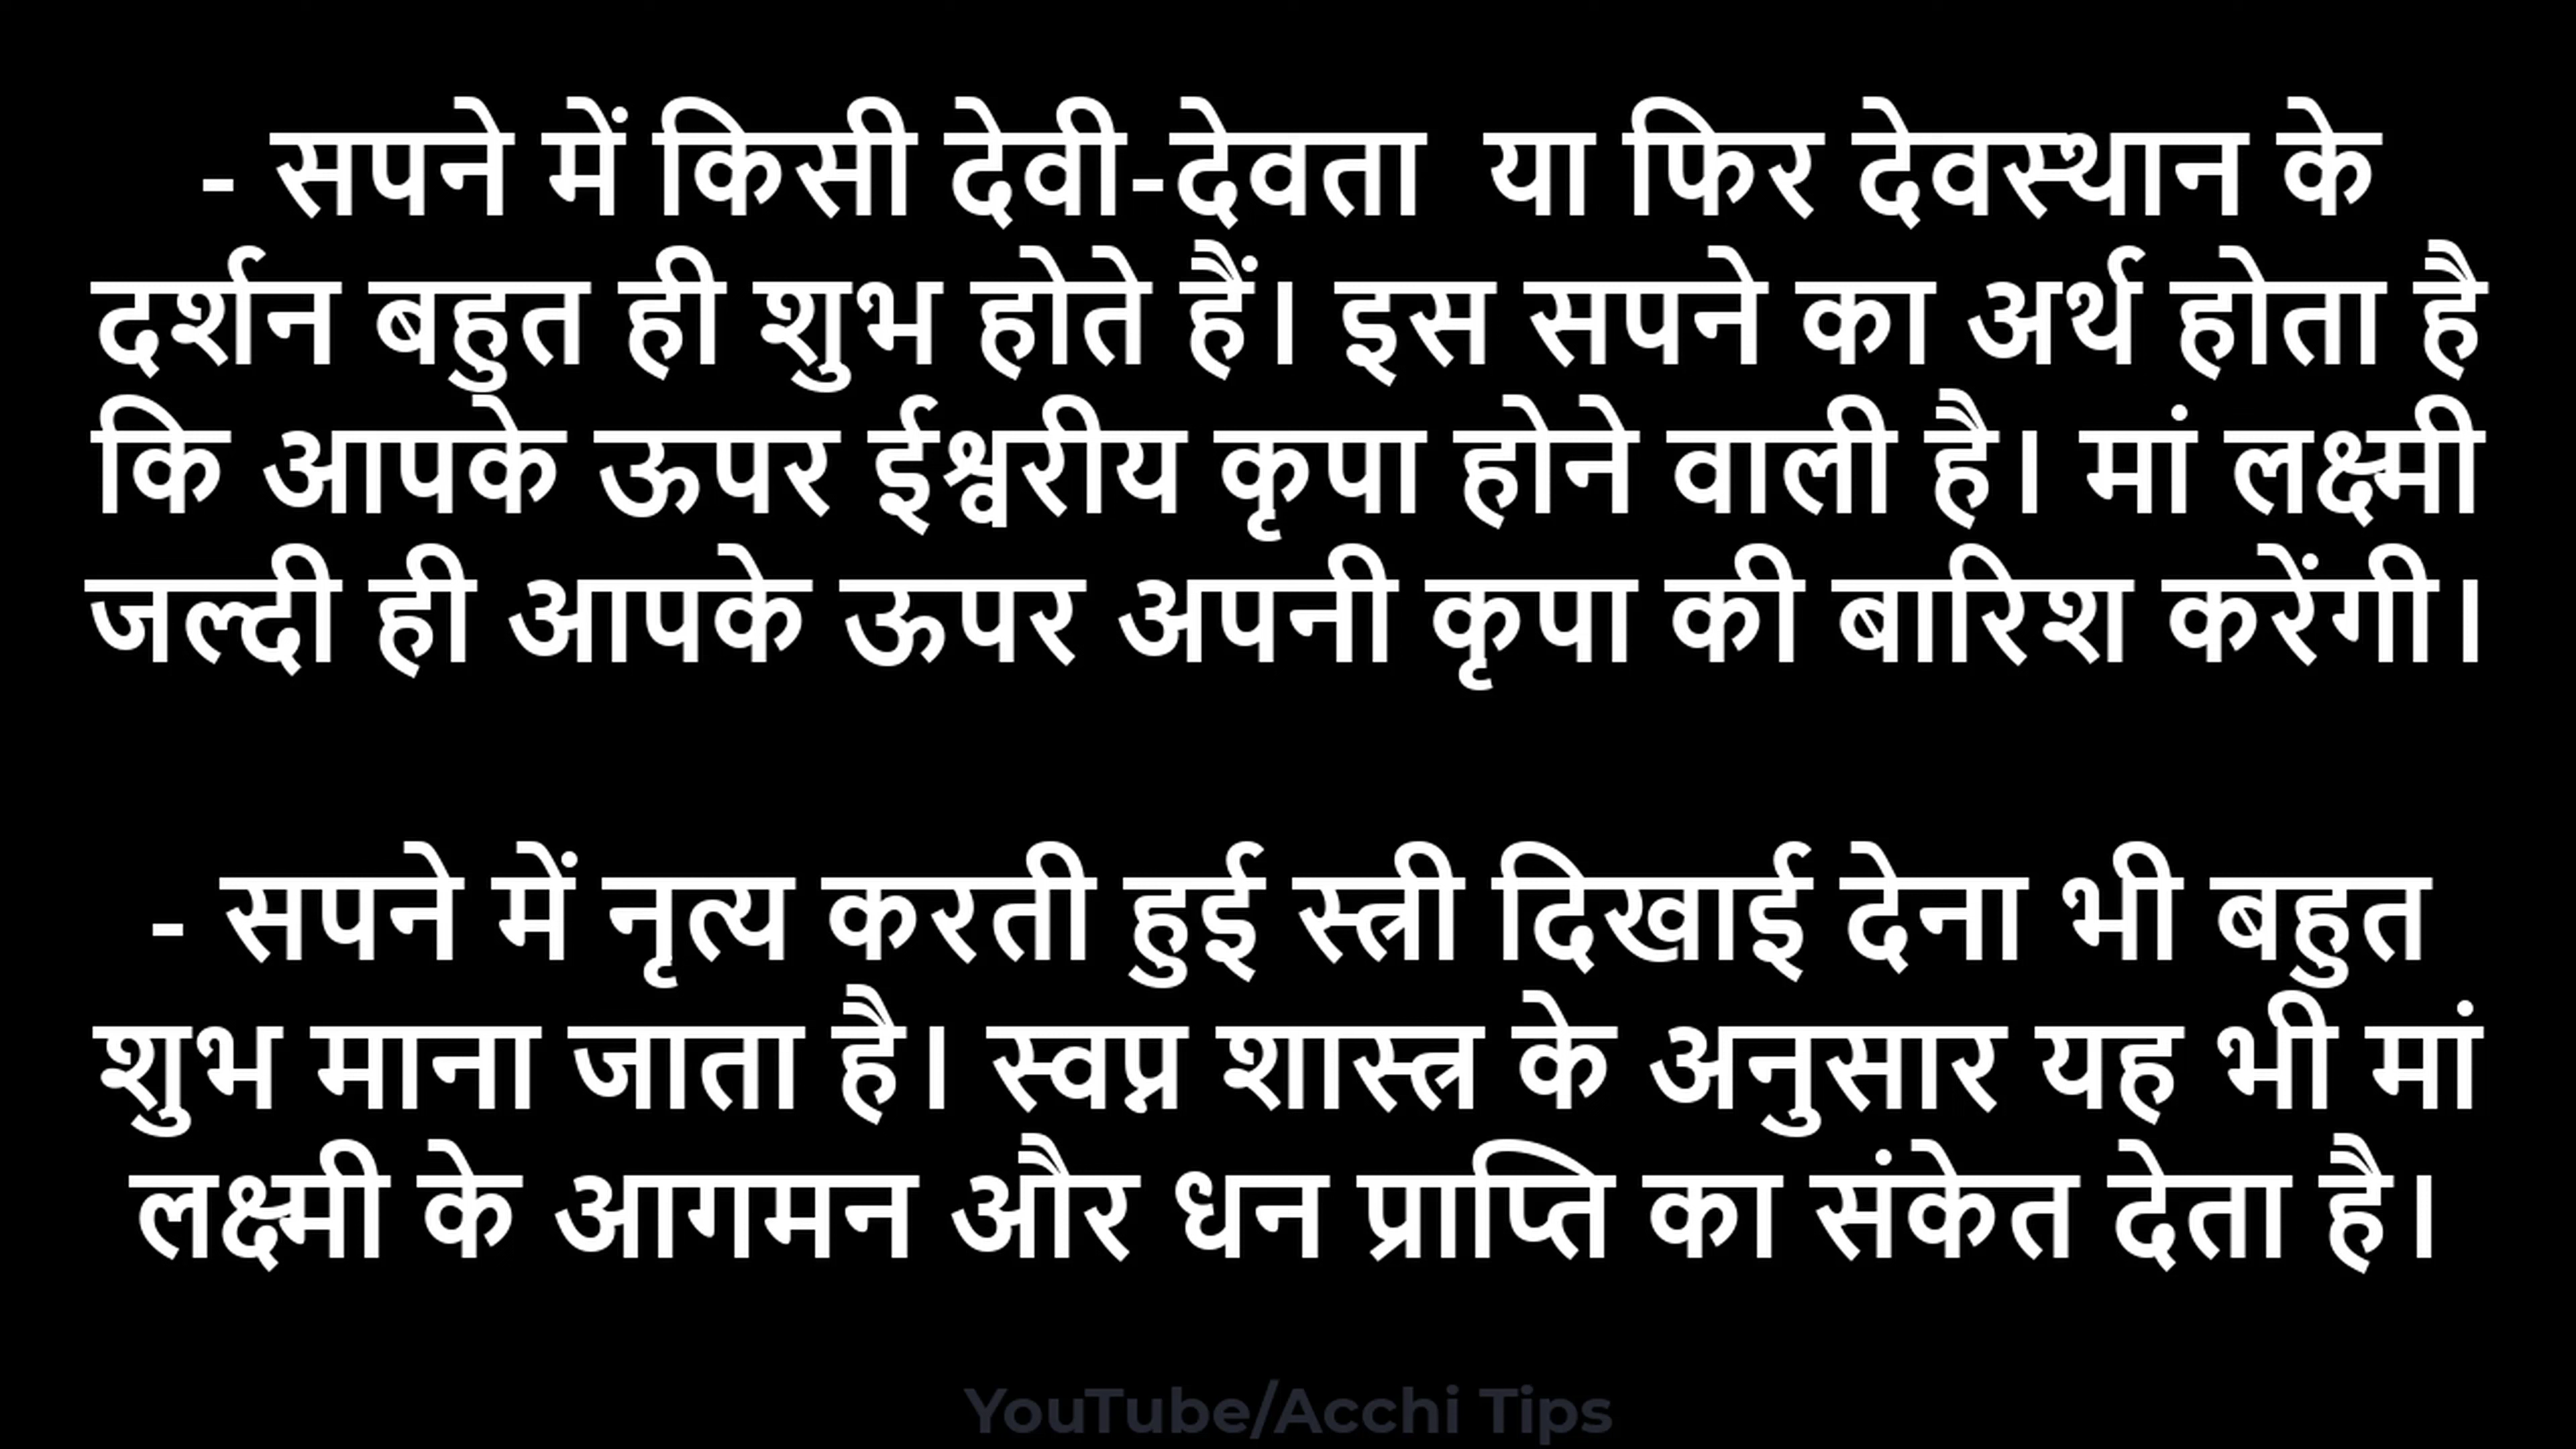 - सपने में किसी देवी-देवता  या फिर देवस्थान के
दर्शन बहुत ही शुभ होते हैं। इस सपने का अर्थ होता है
कि आपके ऊपर ईश्वरीय कृपा होने वाली है। मां लक्ष्मी
जल्दी ही आपके ऊपर अपनी कृपा की बारिश करेंगी।
- सपने में नृत्य करती हुई स्त्री दिखाई देना भी बहुत
शुभ माना जाता है। स्वप्न शास्त्र के अनुसार यह भी मां
लक्ष्मी के आगमन और धन प्राप्ति का संकेत देता है।
YouTube/Acchi Tips